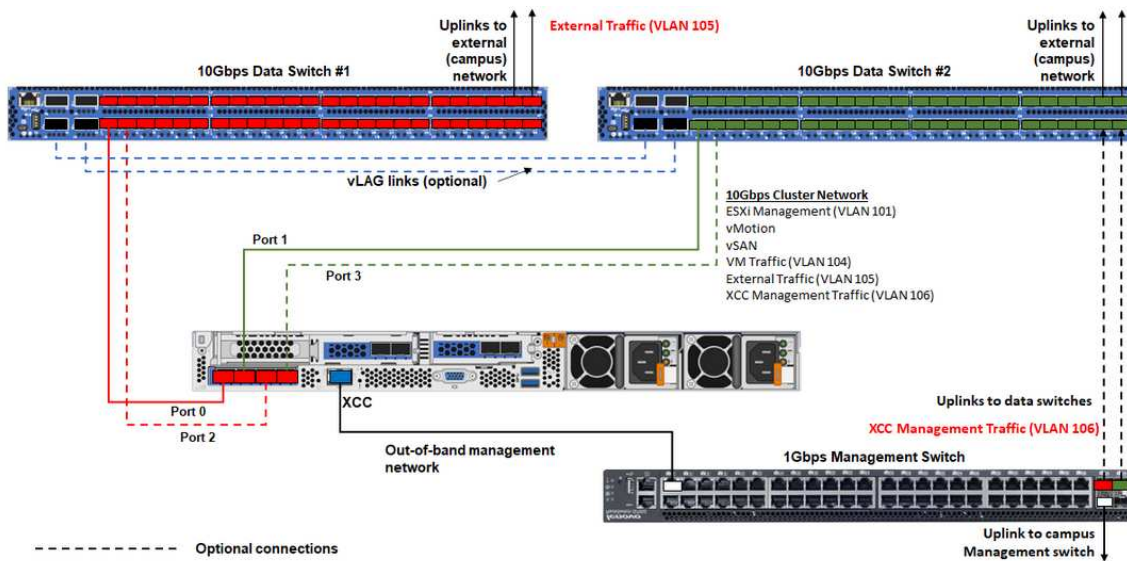 Uplinks to
external
(campus)
network
External Traffic (VLAN 105)
Uplinks to
external
(campus)
network
10Gbps Data Switch #1
10Gbps Data Switch #2
vLAG links (optional)
10Gbps Cluster Network
ESXi Management (VLAN 101)
vMotion
vSAN
VM Traffic (VLAN 104)
External Traffic (VLAN 105)
XCC Management Traffic (VLAN 106)
Port 1
Port 3
XCC
Port 0
Port 2
Uplinks to data switches
XCC Management Traffic (VLAN 106)
Out-of-band management
network
1Gbps Management Switch
Uplink to campus
Management switch
Optional connections